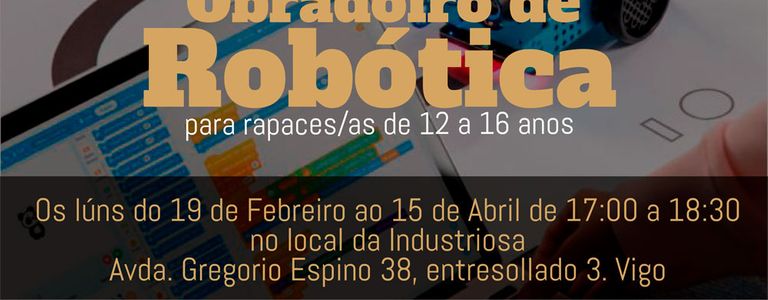 Obradoiro de
Robótica
para rapaces/as de 12 a 16 anos
Os lúns do 19 de Febreiro ao 15 de Abril de 17:00 a 18:30
no local da Industriosa
Avda. Gregorio Espino 38, entresollado 3. Vigo